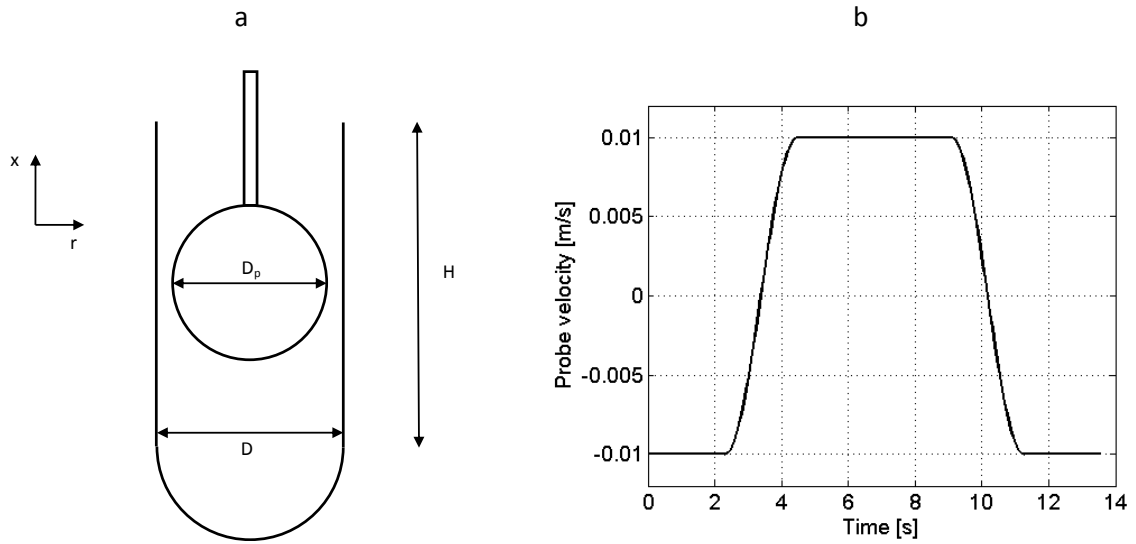 a
x
r
D_p
H
D
b
Probe velocity [m/s]
0.01
0.005
0
-0.005
-0.01
0 2 4 6 8 10 12 14
Time [s]